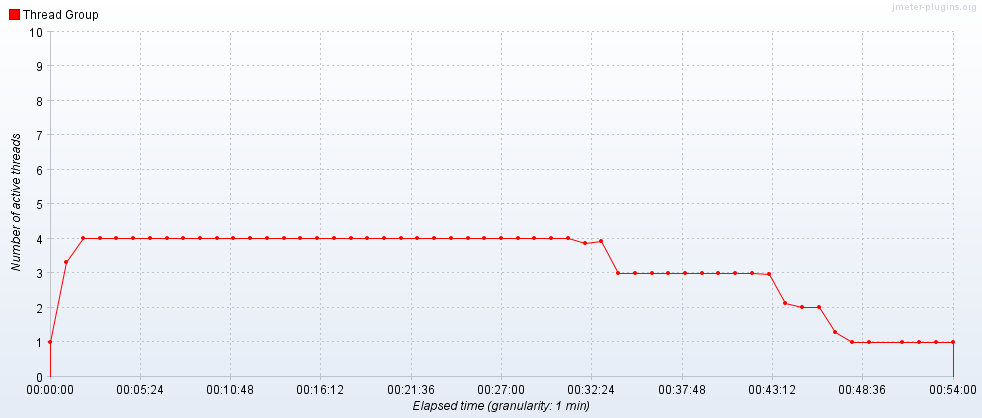 jmeter-plugins.org
Thread Group
10
9
8
7
6
5
4
3
2
1
0
Number of active threads
00:00:00 00:05:24 00:10:48 00:16:12 00:21:36 00:27:00 00:32:24 00:37:48 00:43:12 00:48:36 00:54:00
Elapsed time (granularity: 1 min)